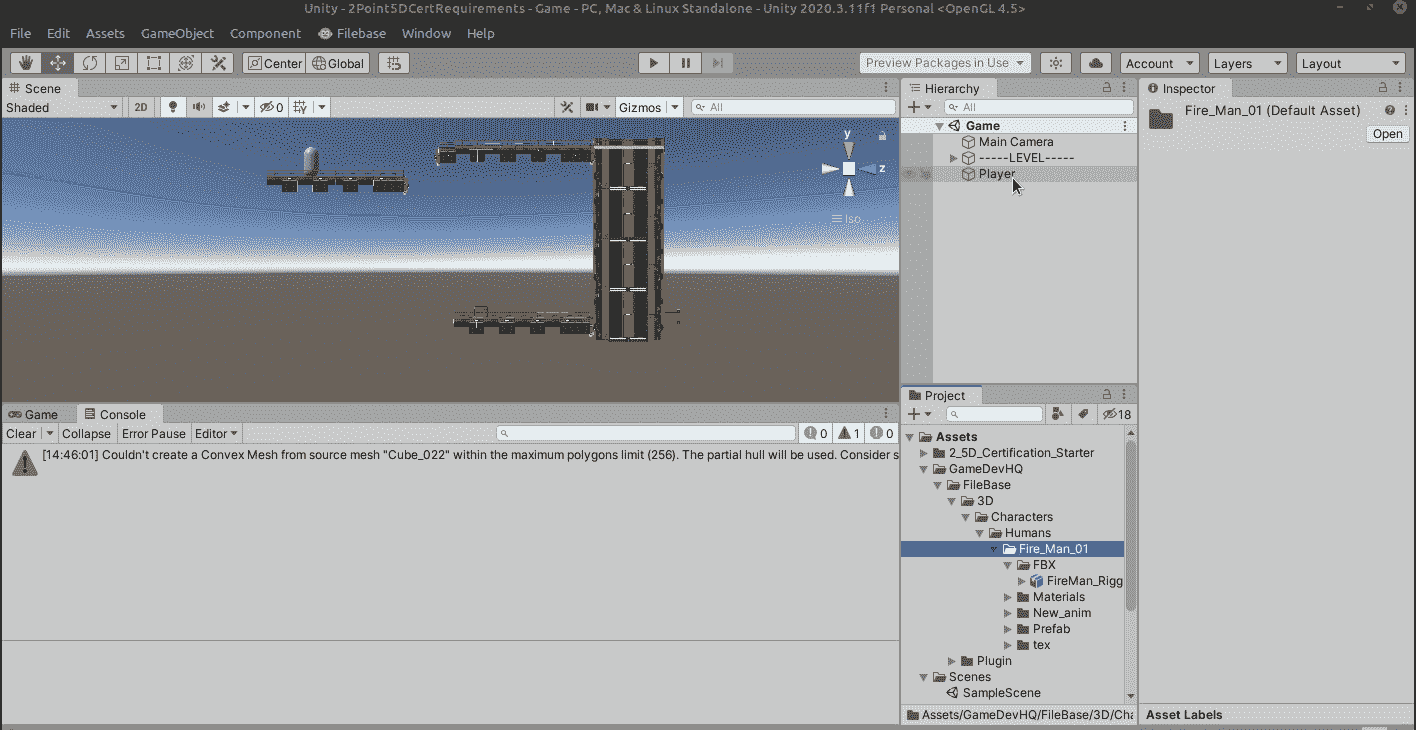 Unity - 2Point5DCertRequirements - Game - PC, Mac & Linux Standalone - Unity 2020.3.11f1 Personal <OpenGL 4.5>
File Edit Assets GameObject Component Filebase Window Help
Center Global Preview Packages in Use Account Layers Layout
Scene
Shaded 2D 0 Gizmos All
y
z
Iso
Hierarchy
All
Game
Main Camera
-----LEVEL-----
Player
Inspector
Fire_Man_01 (Default Asset)
Open
Game Console
Clear Collapse Error Pause Editor 0 1 0
[14:46:01] Couldn't create a Convex Mesh from source mesh "Cube_022" within the maximum polygons limit (256). The partial hull will be used. Consider s
Project
18
Assets
2_5D_Certification_Starter
GameDevHQ
FileBase
3D
Characters
Humans
Fire_Man_01
FBX
FireMan_Rigg
Materials
New_anim
Prefab
tex
Plugin
Scenes
SampleScene
Assets/GameDevHQ/FileBase/3D/Cha
Asset Labels